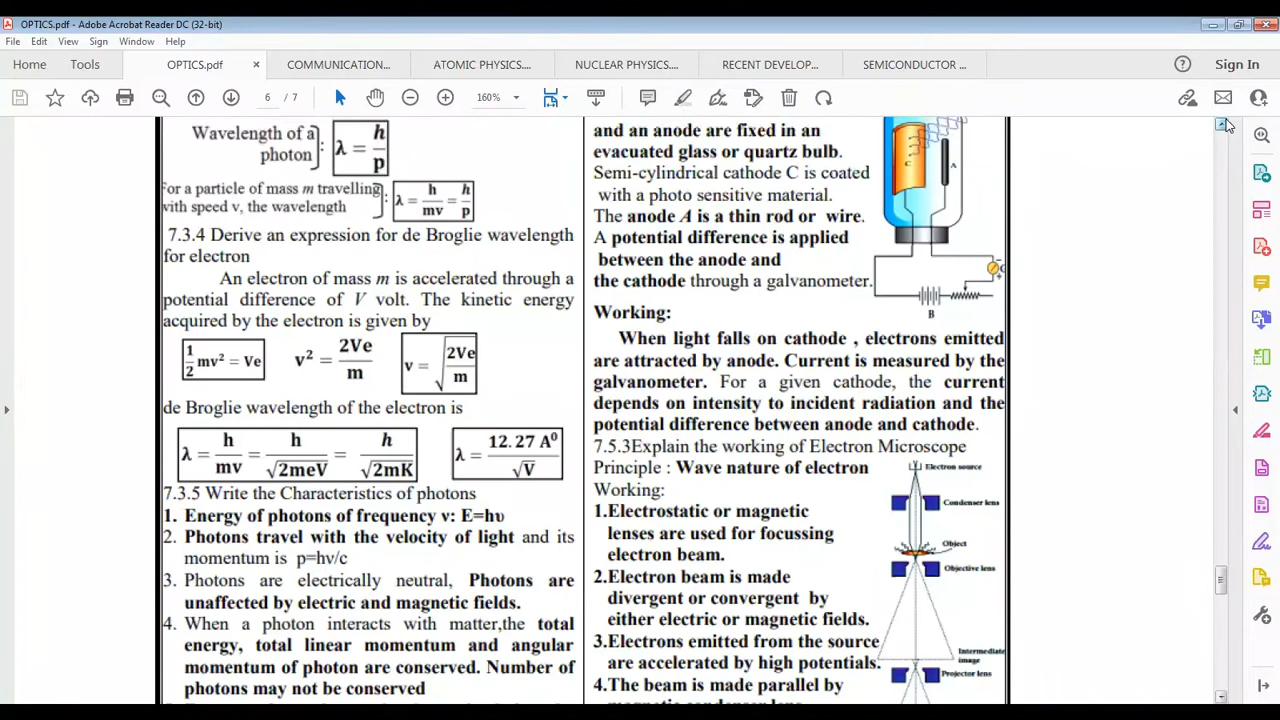 OPTICS.pdf - Adobe Acrobat Reader DC (32-bit)
File Edit View Sign Window Help
Home Tools OPTICS.pdf × COMMUNICATION... ATOMIC PHYSICS.... NUCLEAR PHYSICS.... RECENT DEVELOP... SEMICONDUCTOR ... Sign In
6 / 7 160%
Wavelength of a
photon : λ = h/p
For a particle of mass m travelling
with speed v, the wavelength : λ = h/mv = h/p
7.3.4 Derive an expression for de Broglie wavelength
for electron
An electron of mass m is accelerated through a
potential difference of V volt. The kinetic energy
acquired by the electron is given by
1/2 mv² = Ve v² = 2Ve/m v = √(2Ve/m)
de Broglie wavelength of the electron is
λ = h/mv = h/√2meV = h/√2mK λ = 12.27 A⁰/√V
7.3.5 Write the Characteristics of photons
1. Energy of photons of frequency ν: E=hυ
2. Photons travel with the velocity of light and its
momentum is p=hν/c
3. Photons are electrically neutral, Photons are
unaffected by electric and magnetic fields.
4. When a photon interacts with matter,the total
energy, total linear momentum and angular
momentum of photon are conserved. Number of
photons may not be conserved
and an anode are fixed in an
evacuated glass or quartz bulb.
Semi-cylindrical cathode C is coated
with a photo sensitive material.
The anode A is a thin rod or wire.
A potential difference is applied
between the anode and
the cathode through a galvanometer.
C
A
G
B
Working:
When light falls on cathode , electrons emitted
are attracted by anode. Current is measured by the
galvanometer. For a given cathode, the current
depends on intensity to incident radiation and the
potential difference between anode and cathode.
7.5.3Explain the working of Electron Microscope
Principle : Wave nature of electron
Working:
1.Electrostatic or magnetic
lenses are used for focussing
electron beam.
2.Electron beam is made
divergent or convergent by
either electric or magnetic fields.
3.Electrons emitted from the source
are accelerated by high potentials.
4.The beam is made parallel by
Electron source
Condenser lens
Object
Objective lens
Intermediate
image
Projector lens